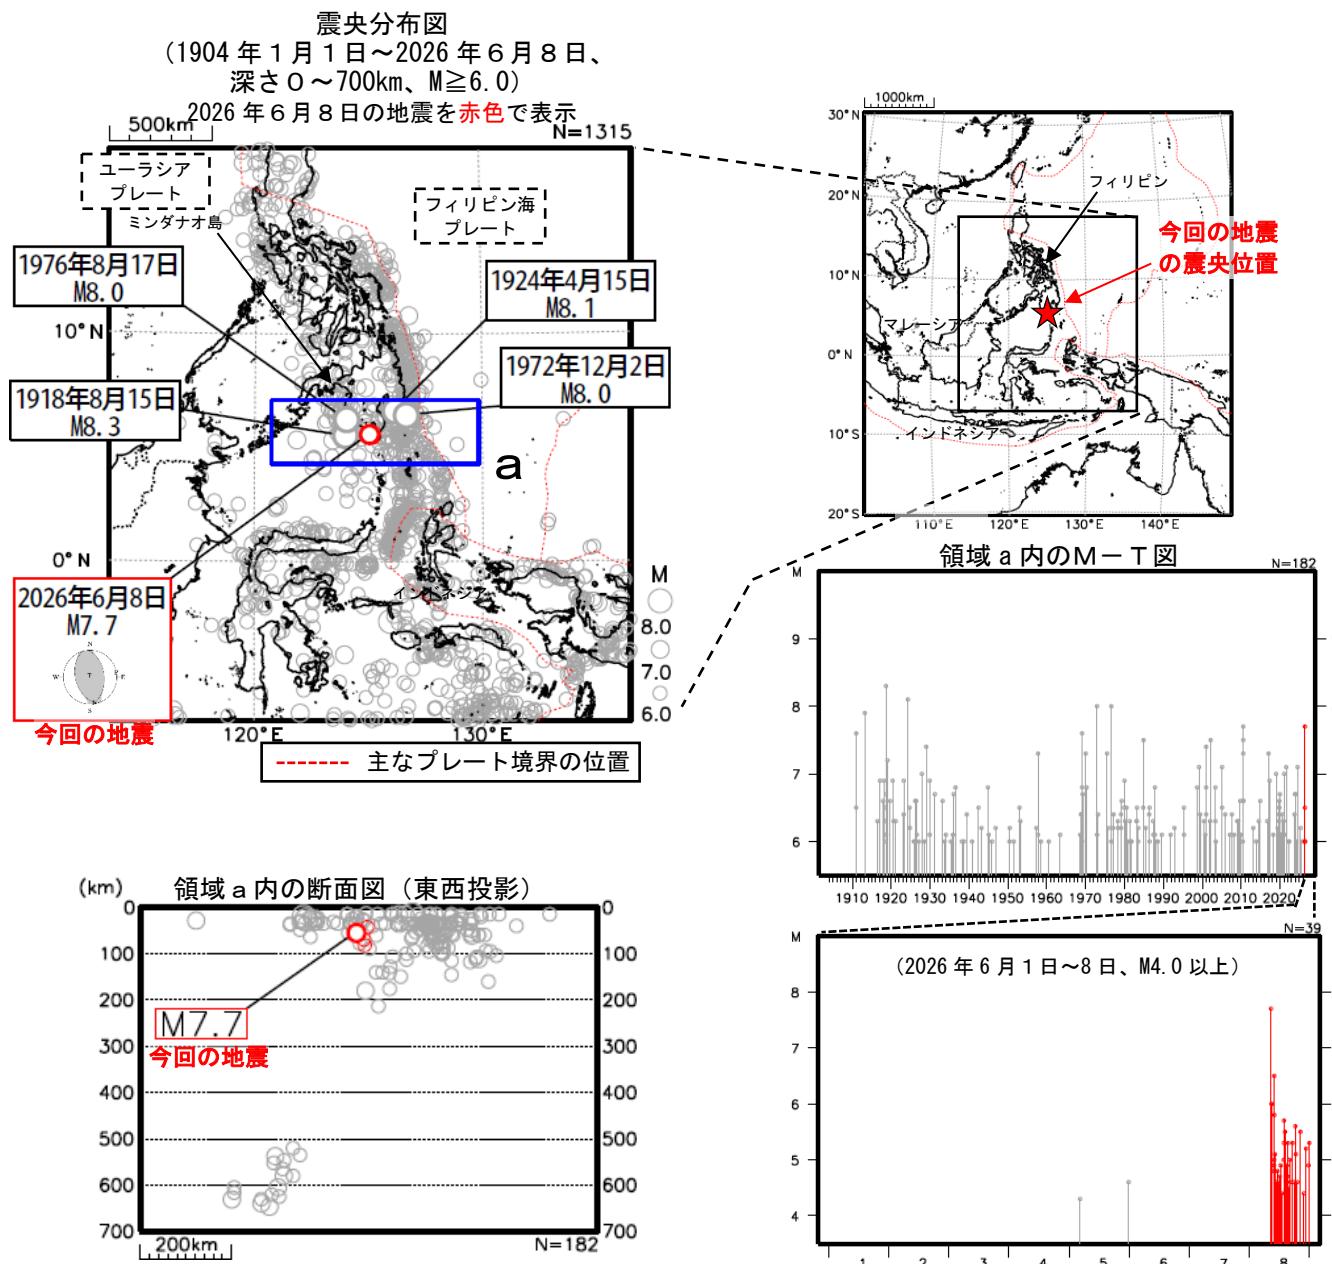 震央分布図
（1904年１月１日～2026年６月８日、
深さ０～700km、M≧6.0）
2026年６月８日の地震を赤色で表示
500km
N=1315
ユーラシア
プレート
ミンダナオ島
フィリピン海
プレート
1976年8月17日
M8.0
1924年4月15日
M8.1
10°N
1972年12月2日
M8.0
1918年8月15日
M8.3
a
0°N
インドネシア
2026年6月8日
M7.7
N
W
T
P
E
S
今回の地震
M
8.0
7.0
6.0
120°E
130°E
主なプレート境界の位置
1000km
30°N
20°N
10°N
0°N
10°S
20°S
フィリピン
今回の地震
の震央位置
マレーシア
インドネシア
110°E
120°E
130°E
140°E
領域ａ内のＭ－Ｔ図
M
N=182
9
8
7
6
1910 1920 1930 1940 1950 1960 1970 1980 1990 2000 2010 2020
N=39
M
（2026年６月１日～８日、M4.0以上）
8
7
6
5
4
1 2 3 4 5 6 7 8
(km)
領域ａ内の断面図（東西投影）
0 0
100 100
200 200
M7.7
今回の地震
300 300
400 400
500 500
600 600
700 700
200km
N=182